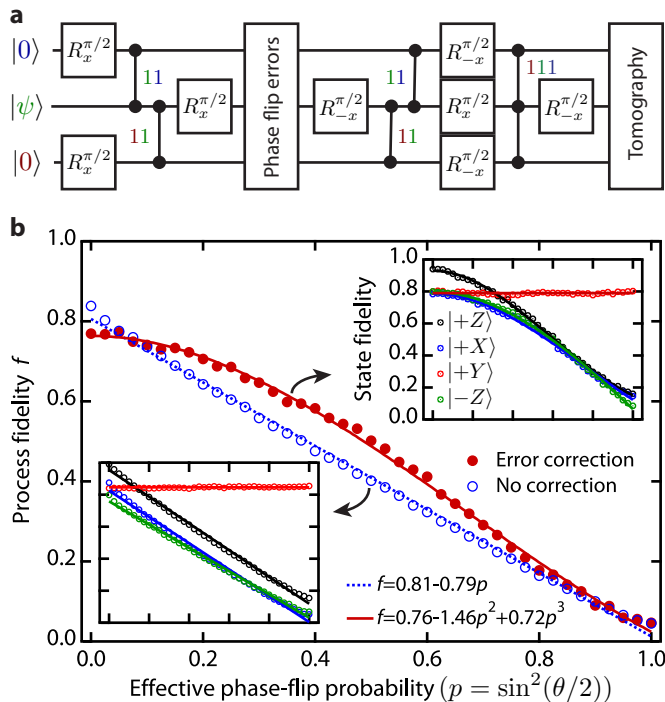 a
|0⟩ R_x^{π/2} 11 Phase flip errors 11 R_{-x}^{π/2} 111 Tomography
|ψ⟩ R_x^{π/2} R_{-x}^{π/2} R_x^{π/2} R_{-x}^{π/2}
|0⟩ R_x^{π/2} 11 11 R_{-x}^{π/2}
b
1.0
0.8
0.6
0.4
0.2
0.0
Process fidelity f
1.0
0.8
0.6
0.4
0.2
0.0
State fidelity
|+Z⟩
|+X⟩
|+Y⟩
|−Z⟩
Error correction
No correction
f=0.81-0.79p
f=0.76-1.46p²+0.72p³
0.0 0.2 0.4 0.6 0.8 1.0
Effective phase-flip probability (p = sin²(θ/2))